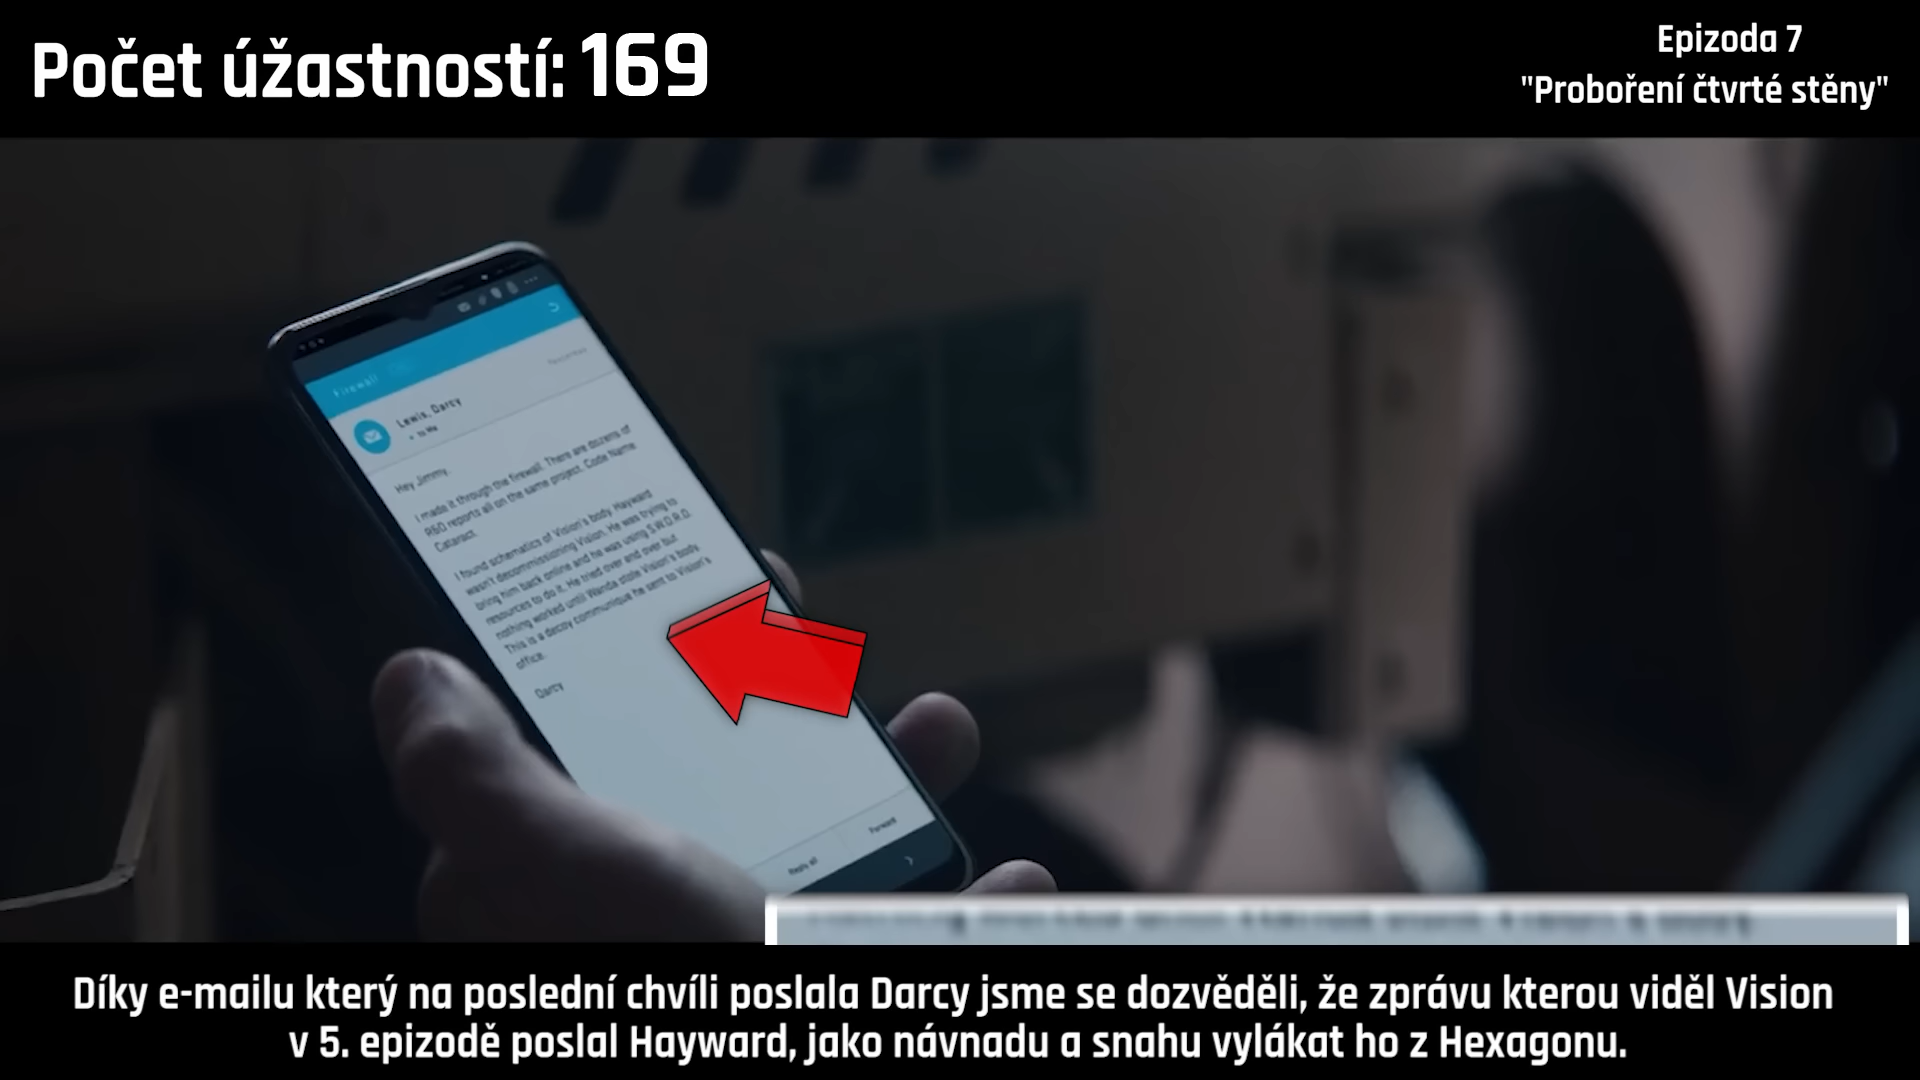 Počet úžastností: 169
Epizoda 7
"Proboření čtvrté stěny"
Firewall
Lewis, Darcy
to Me
Hey Jimmy,
I made it through the firewall. There are dozens of
R&D reports all on the same project. Code Name
Cataract.
I found schematics of Vision's body. Hayward
wasn't decommissioning Vision. He was trying to
bring him back online and he was using S.W.O.R.D.
resources to do it. He tried over and over but
nothing worked until Wanda stole Vision's body.
This is a decoy communique he sent to Vision's
office.
Darcy
Reply all
Forward
Díky e-mailu který na poslední chvíli poslala Darcy jsme se dozvěděli, že zprávu kterou viděl Vision
v 5. epizodě poslal Hayward, jako návnadu a snahu vylákat ho z Hexagonu.